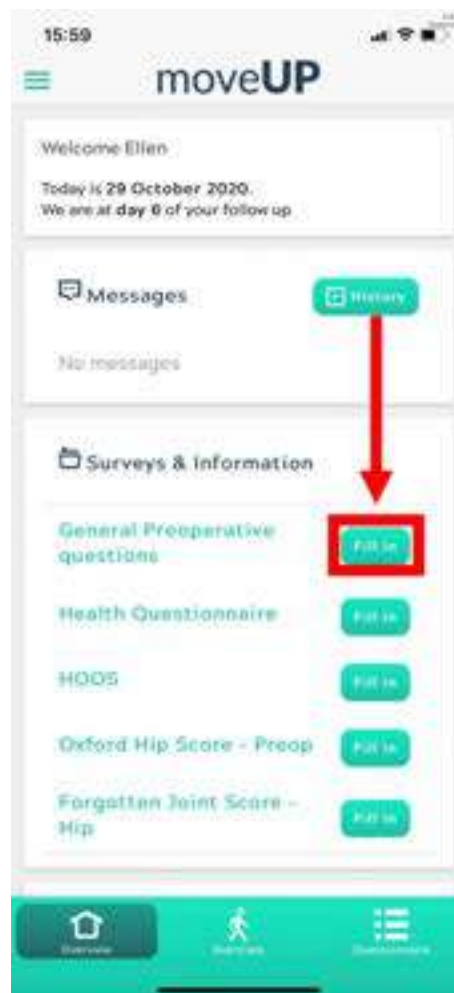 15:59
moveUP
Welcome Ellen
Today is 29 October 2020.
We are at day 6 of your follow up
Messages
History
No messages
Surveys & Information
General Preoperative
questions
Fill in
Health Questionnaire
Fill in
HOOS
Fill in
Oxford Hip Score - Preop
Fill in
Forgotten Joint Score -
Hip
Fill in
Overview